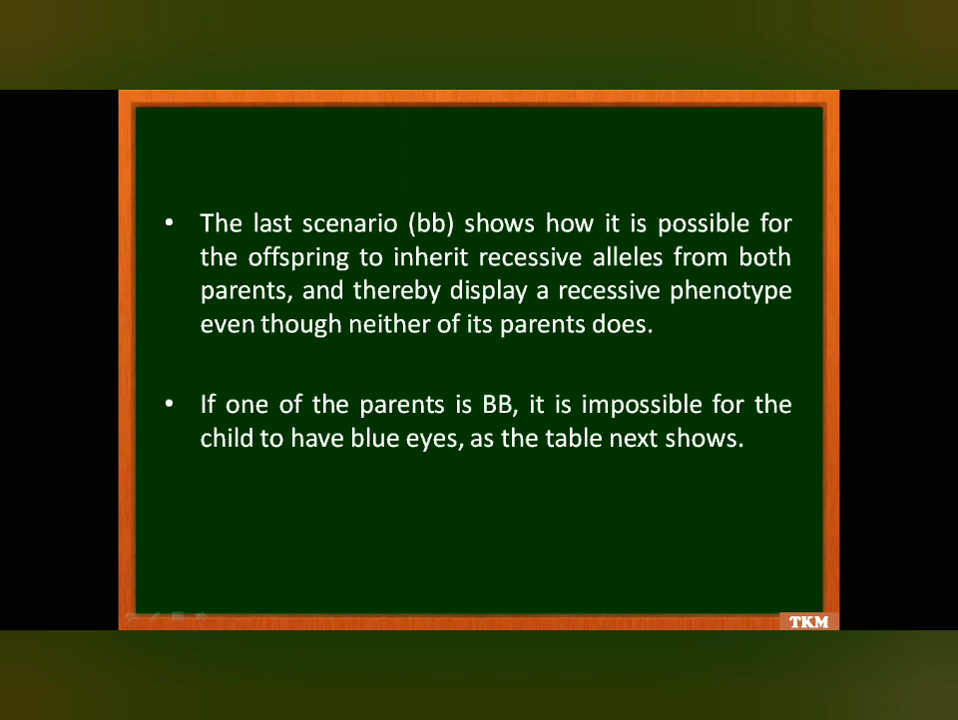 • The last scenario (bb) shows how it is possible for
the offspring to inherit recessive alleles from both
parents, and thereby display a recessive phenotype
even though neither of its parents does.
• If one of the parents is BB, it is impossible for the
child to have blue eyes, as the table next shows.
TKM